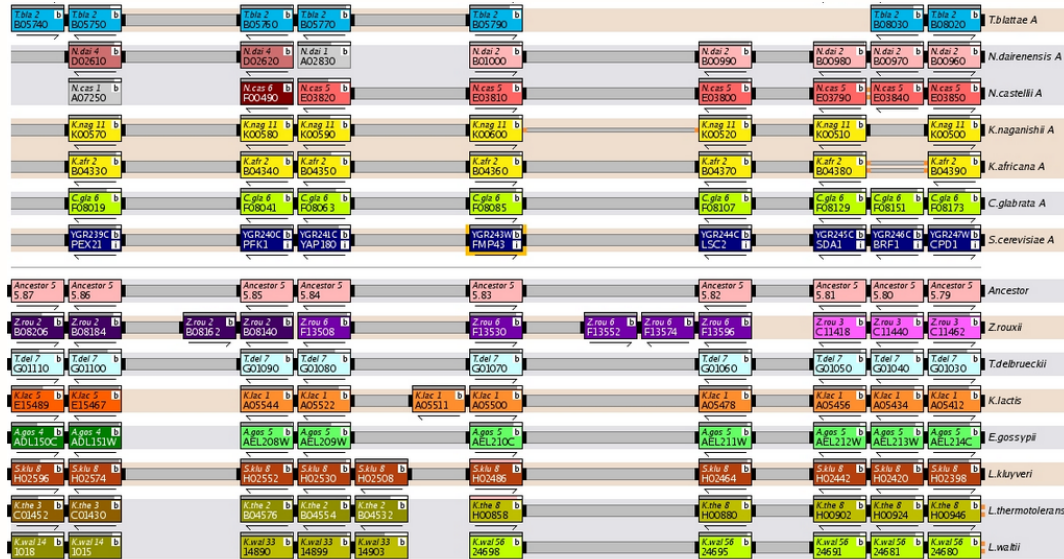 T.bla 2 b T.bla 2 b T.bla 2 b T.bla 2 b T.bla 2 b T.bla 2 b T.bla 2 b
B05740 B05750 B05760 B05770 B05790 B08030 B08020 T.blattae A
N.dai 4 b N.dai 4 b N.dai 1 b N.dai 2 b N.dai 2 b N.dai 2 b N.dai 2 b N.dai 2 b
D02610 D02620 A02830 B01000 B00990 B00980 B00970 B00960 N.dairenensis A
N.cas 1 b N.cas 6 b N.cas 5 b N.cas 5 b N.cas 5 b N.cas 5 b N.cas 5 b N.cas 5 b
A07250 F00490 E03820 E03810 E03800 E03790 E03840 E03850 N.castellii A
K.nag 11 b K.nag 11 b K.nag 11 b K.nag 11 b K.nag 11 b K.nag 11 b K.nag 11 b
K00570 K00580 K00590 K00600 K00520 K00510 K00500 K.naganishii A
K.afr 2 b K.afr 2 b K.afr 2 b K.afr 2 b K.afr 2 b K.afr 2 b K.afr 2 b
B04330 B04340 B04350 B04360 B04370 B04380 B04390 K.africana A
C.gla 6 b C.gla 6 b C.gla 6 b C.gla 6 b C.gla 6 b C.gla 6 b C.gla 6 b C.gla 6 b
F08019 F08041 F08063 F08085 F08107 F08129 F08151 F08173 C.glabrata A
YGR239C b YGR240C b YGR241C b YGR243W b YGR244C b YGR245C b YGR246C b YGR247W b
PEX21 i PFK1 i YAP180 i FMP43 i LSC2 i SDA1 i BRF1 i CPD1 i S.cerevisiae A
Ancestor 5 Ancestor 5 Ancestor 5 Ancestor 5 Ancestor 5 Ancestor 5 Ancestor 5 Ancestor 5 Ancestor 5
5.87 5.86 5.85 5.84 5.83 5.82 5.81 5.80 5.79 Ancestor
Z.rou 2 b Z.rou 2 b Z.rou 2 b Z.rou 2 b Z.rou 6 b Z.rou 6 b Z.rou 6 b Z.rou 6 b Z.rou 6 b Z.rou 3 b Z.rou 3 b Z.rou 3 b
B08206 B08184 B08162 B08140 F13508 F13530 F13552 F13574 F13596 C11418 C11440 C11462 Z.rouxii
T.del 7 b T.del 7 b T.del 7 b T.del 7 b T.del 7 b T.del 7 b T.del 7 b T.del 7 b T.del 7 b
G01110 G01100 G01090 G01080 G01070 G01060 G01050 G01040 G01030 T.delbrueckii
K.lac 5 b K.lac 5 b K.lac 1 b K.lac 1 b K.lac 1 b K.lac 1 b K.lac 1 b K.lac 1 b K.lac 1 b K.lac 1 b
E15489 E15467 A05544 A05522 A05511 A05500 A05478 A05456 A05434 A05412 K.lactis
A.gos 4 b A.gos 4 b A.gos 5 b A.gos 5 b A.gos 5 b A.gos 5 b A.gos 5 b A.gos 5 b A.gos 5 b
ADL150C ADL151W AEL208W AEL209W AEL210C AEL211W AEL212W AEL213W AEL214C E.gossypii
S.klu 8 b S.klu 8 b S.klu 8 b S.klu 8 b S.klu 8 b S.klu 8 b S.klu 8 b S.klu 8 b S.klu 8 b S.klu 8 b
H02596 H02574 H02552 H02530 H02508 H02486 H02464 H02442 H02420 H02398 L.kluyveri
K.the 3 b K.the 3 b K.the 2 b K.the 2 b K.the 2 b K.the 8 b K.the 8 b K.the 8 b K.the 8 b K.the 8 b
C01452 C01430 B04576 B04554 B04532 H00858 H00880 H00902 H00924 H00946 L.thermotolerans
K.wal 14 b K.wal 14 b K.wal 33 b K.wal 33 b K.wal 33 b K.wal 56 b K.wal 56 b K.wal 56 b K.wal 56 b K.wal 56 b
1018 1015 14890 14899 14903 24698 24695 24691 24681 24680 L.waltii